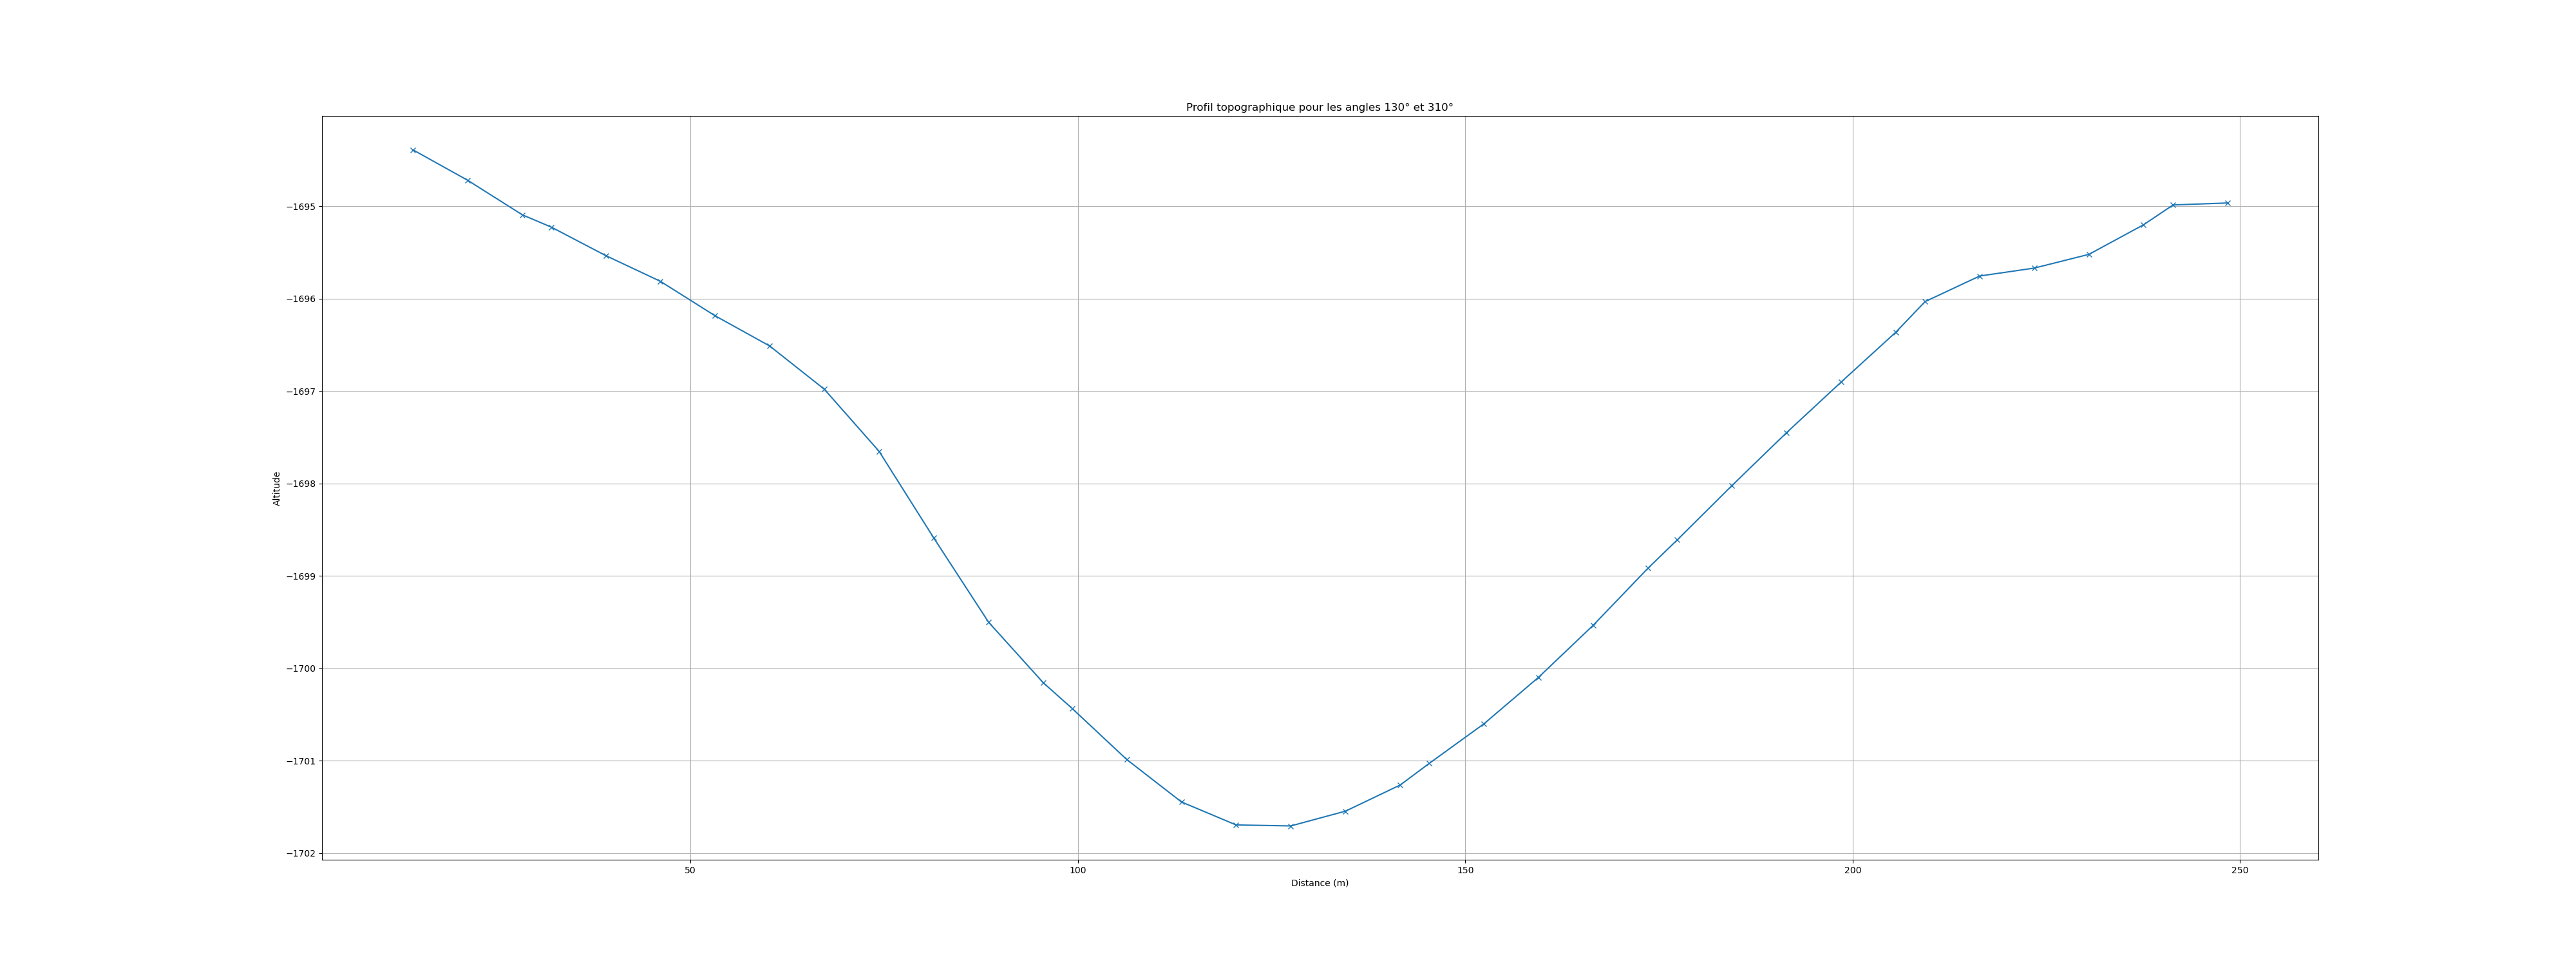 Profil topographique pour les angles 130° et 310°
Altitude
−1695
−1696
−1697
−1698
−1699
−1700
−1701
−1702
50 100 150 200 250
Distance (m)